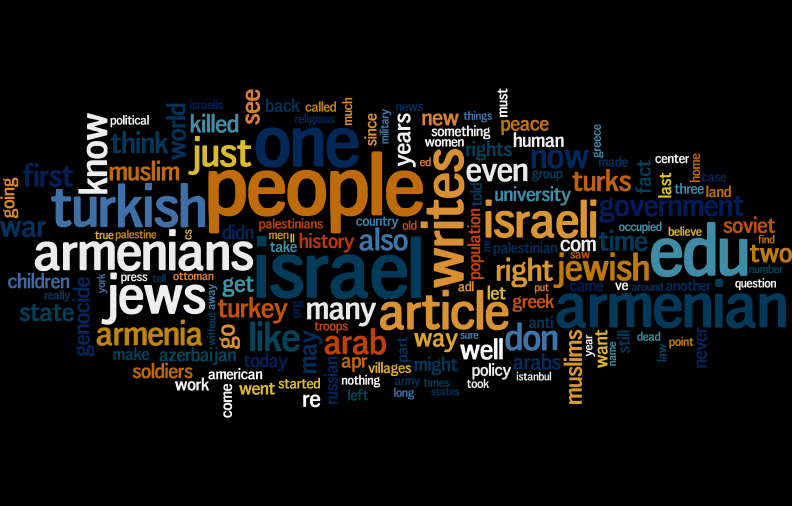 israelis
see
back
called
much
news
must
political
world
religious
since
military
years
new
things
know
think
killed
one
something
peace
women
human
greece
just
rights
now
made
center
home
first
muslim
people
ed
even
group
fact
case
going
turkish
writes
told
university
turks
last
three
land
war
true
palestine
cs
didn
palestinians
country
old
population
israeli
government
occupied
believe
soviet
armenians
men
ll
take
history
also
mr
palestinian
com
time
edu
find
two
saw
number
children
york
press
tell
ottoman
israel
right
jewish
really
jews
away
get
adl
let
put
came
ve
around
another
question
state
genocide
without
turkey
org
many
article
greek
armenian
armenia
go
like
troops
way
sure
don
anti
still
dead
point
never
make
azerbaijan
may
arab
part
well
muslims
year
want
name
law
today
apr
villages
might
policy
arabs
soldiers
american
russian
nothing
army
times
istanbul
work
come
went
started
left
long
states
took
re